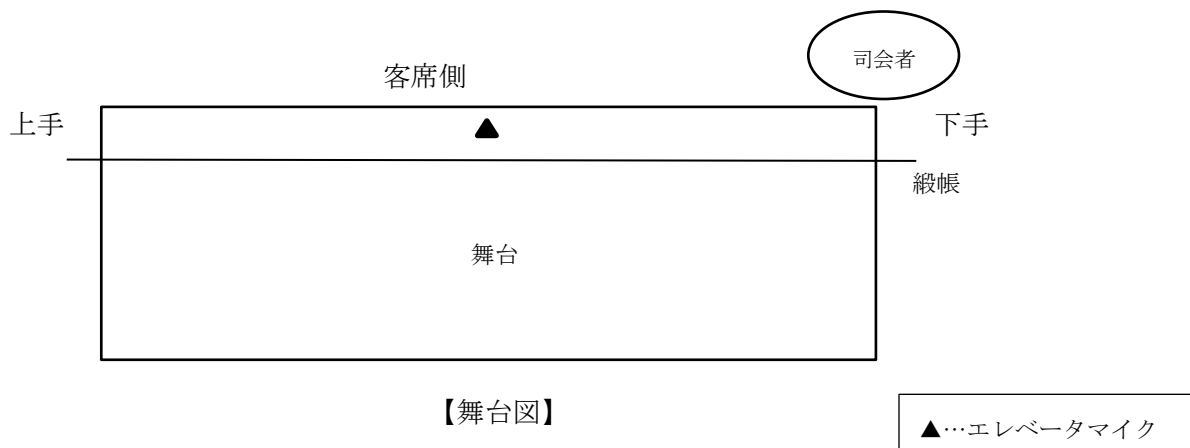 司会者
客席側
上手
下手
緞帳
舞台
【舞台図】
▲…エレベータマイク